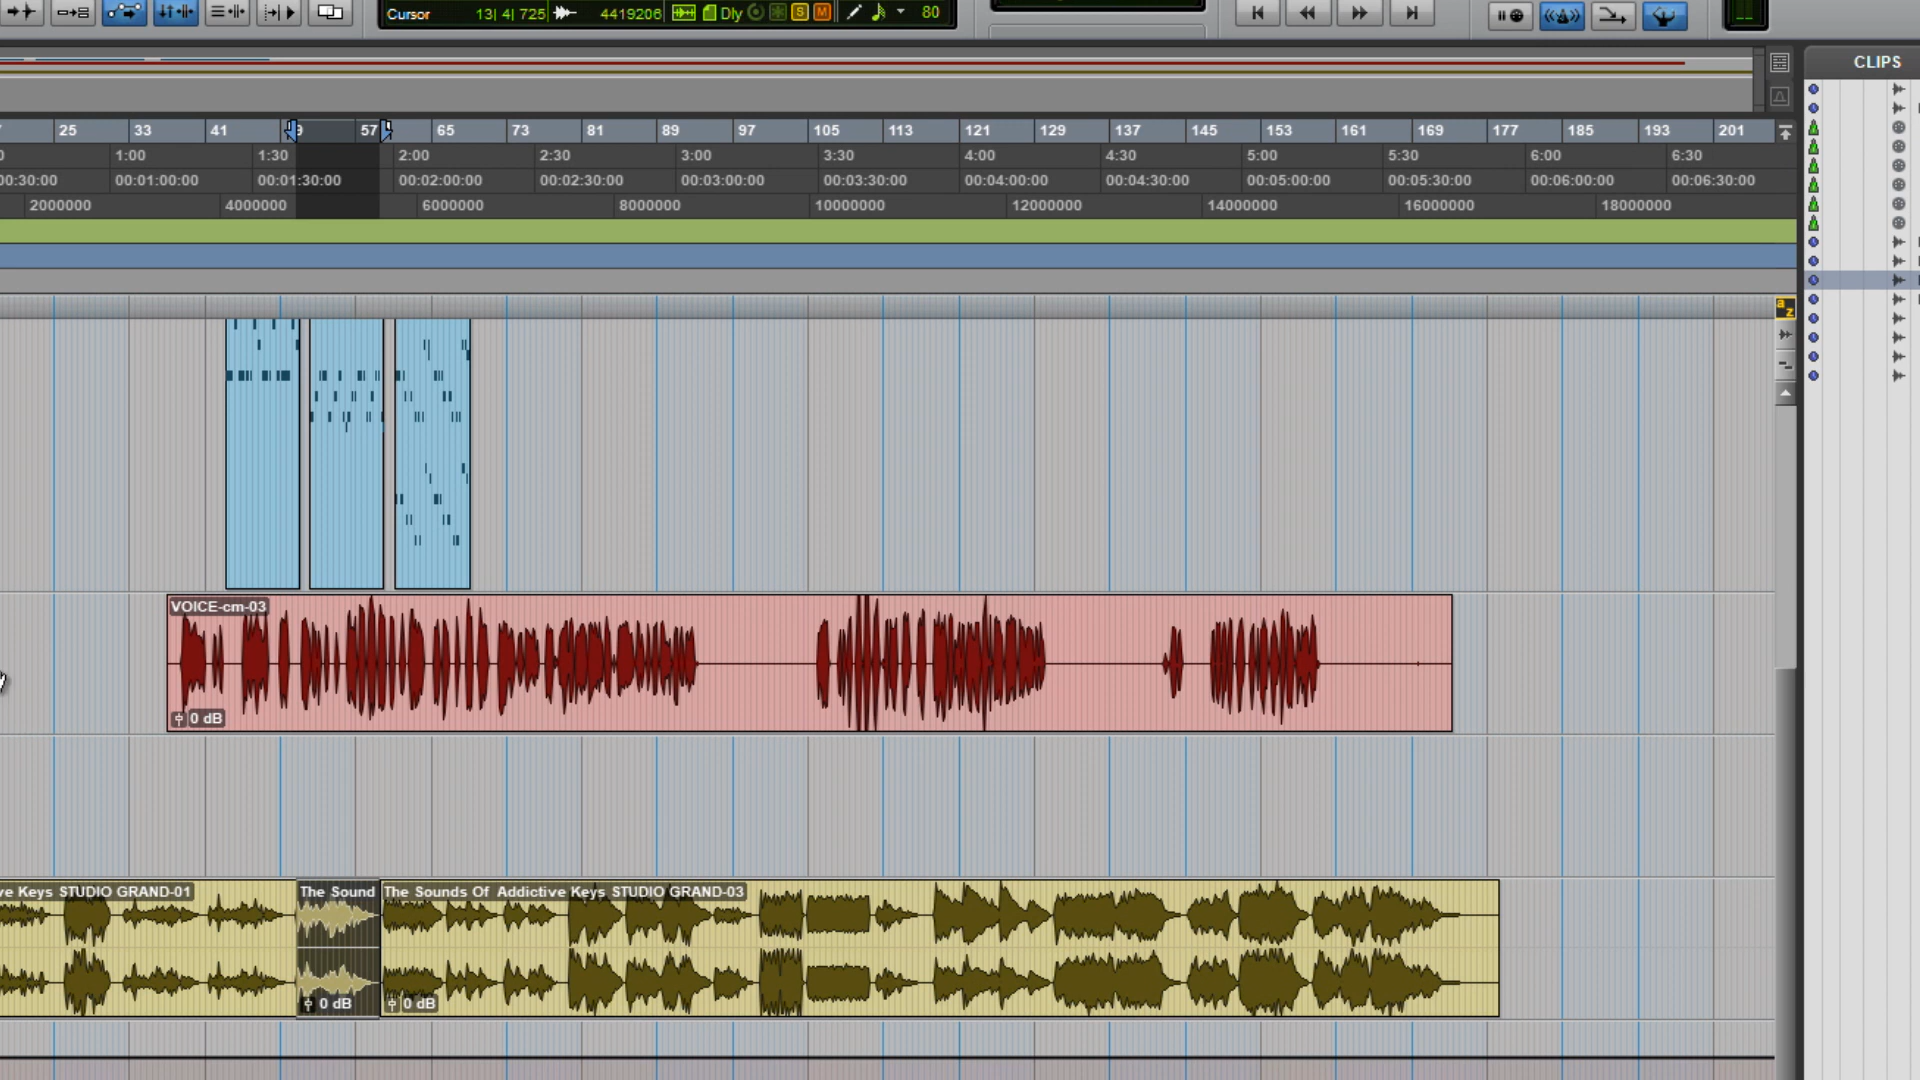 Cursor 13| 4| 725 4419206 Dly S M 80
CLIPS
25 33 41 57 65 73 81 89 97 105 113 121 129 137 145 153 161 169 177 185 193 201
1:00 1:30 2:00 2:30 3:00 3:30 4:00 4:30 5:00 5:30 6:00 6:30
00:30:00 00:01:00:00 00:01:30:00 00:02:00:00 00:02:30:00 00:03:00:00 00:03:30:00 00:04:00:00 00:04:30:00 00:05:00:00 00:05:30:00 00:06:00:00 00:06:30:00
2000000 4000000 6000000 8000000 10000000 12000000 14000000 16000000 18000000
a z
VOICE-cm-03
0 dB
ve Keys STUDIO GRAND-01 The Sound The Sounds Of Addictive Keys STUDIO GRAND-03
0 dB 0 dB